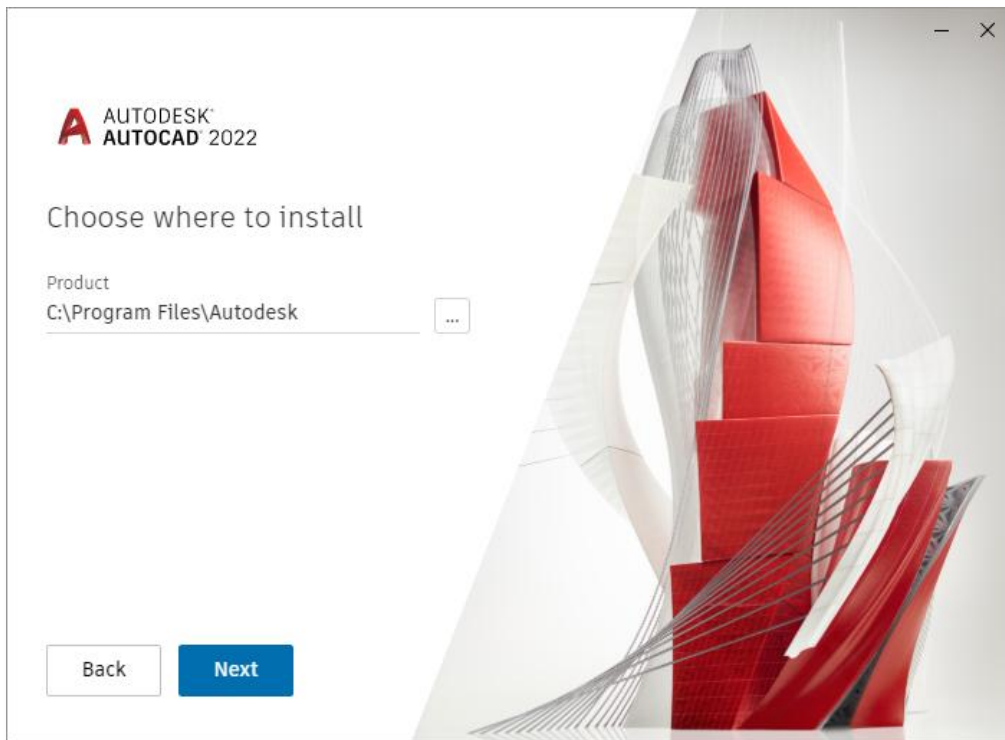 AUTODESK
AUTOCAD 2022
Choose where to install
Product
C:\Program Files\Autodesk
...
Back
Next